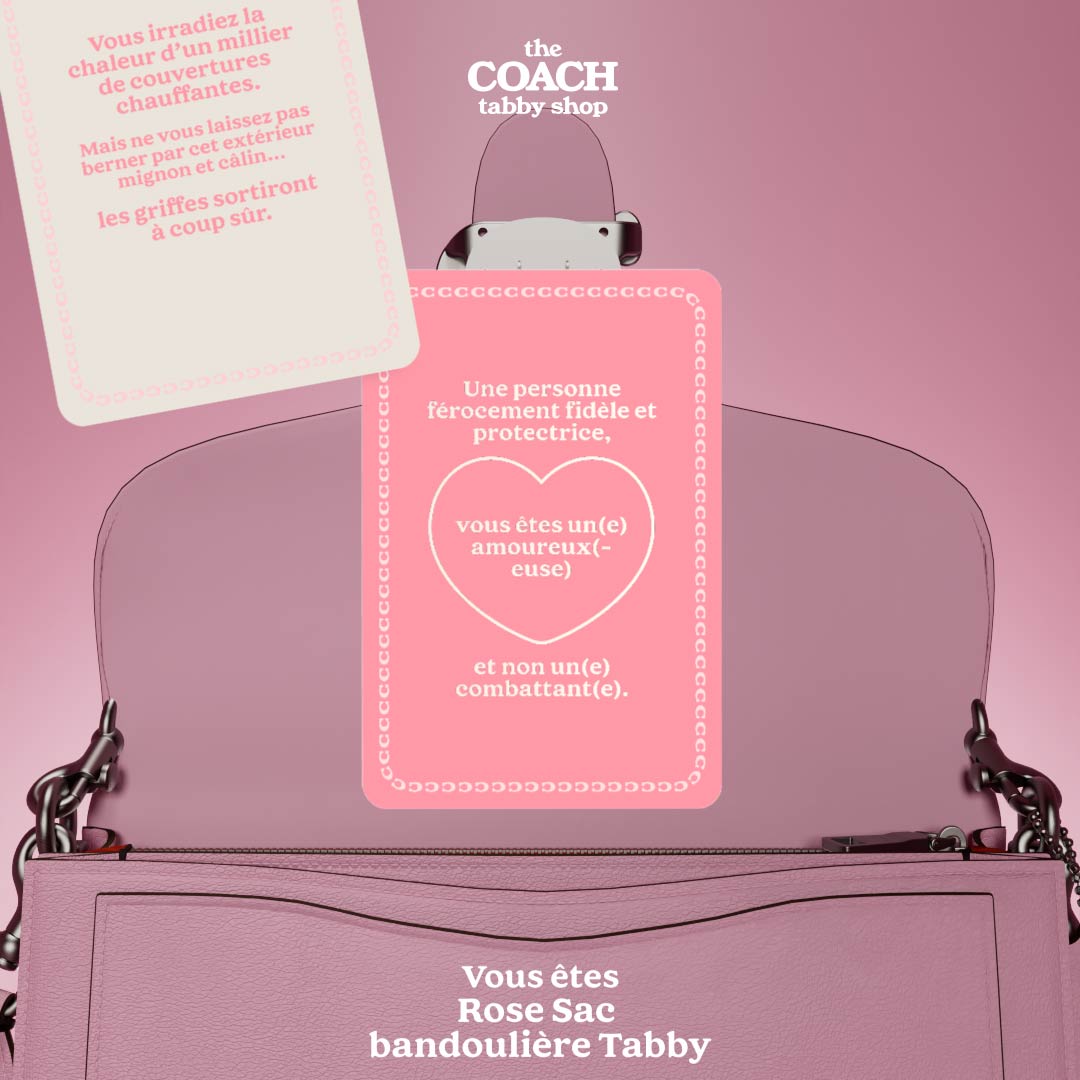 Vous irradiez la
chaleur d'un millier
de couvertures
chauffantes.
Mais ne vous laissez pas
berner par cet extérieur
mignon et câlin...
les griffes sortiront
à coup sûr.
the
COACH
tabby shop
Une personne
férocement fidèle et
protectrice,
vous êtes un(e)
amoureux(-
euse)
et non un(e)
combattant(e).
Vous êtes
Rose Sac
bandoulière Tabby